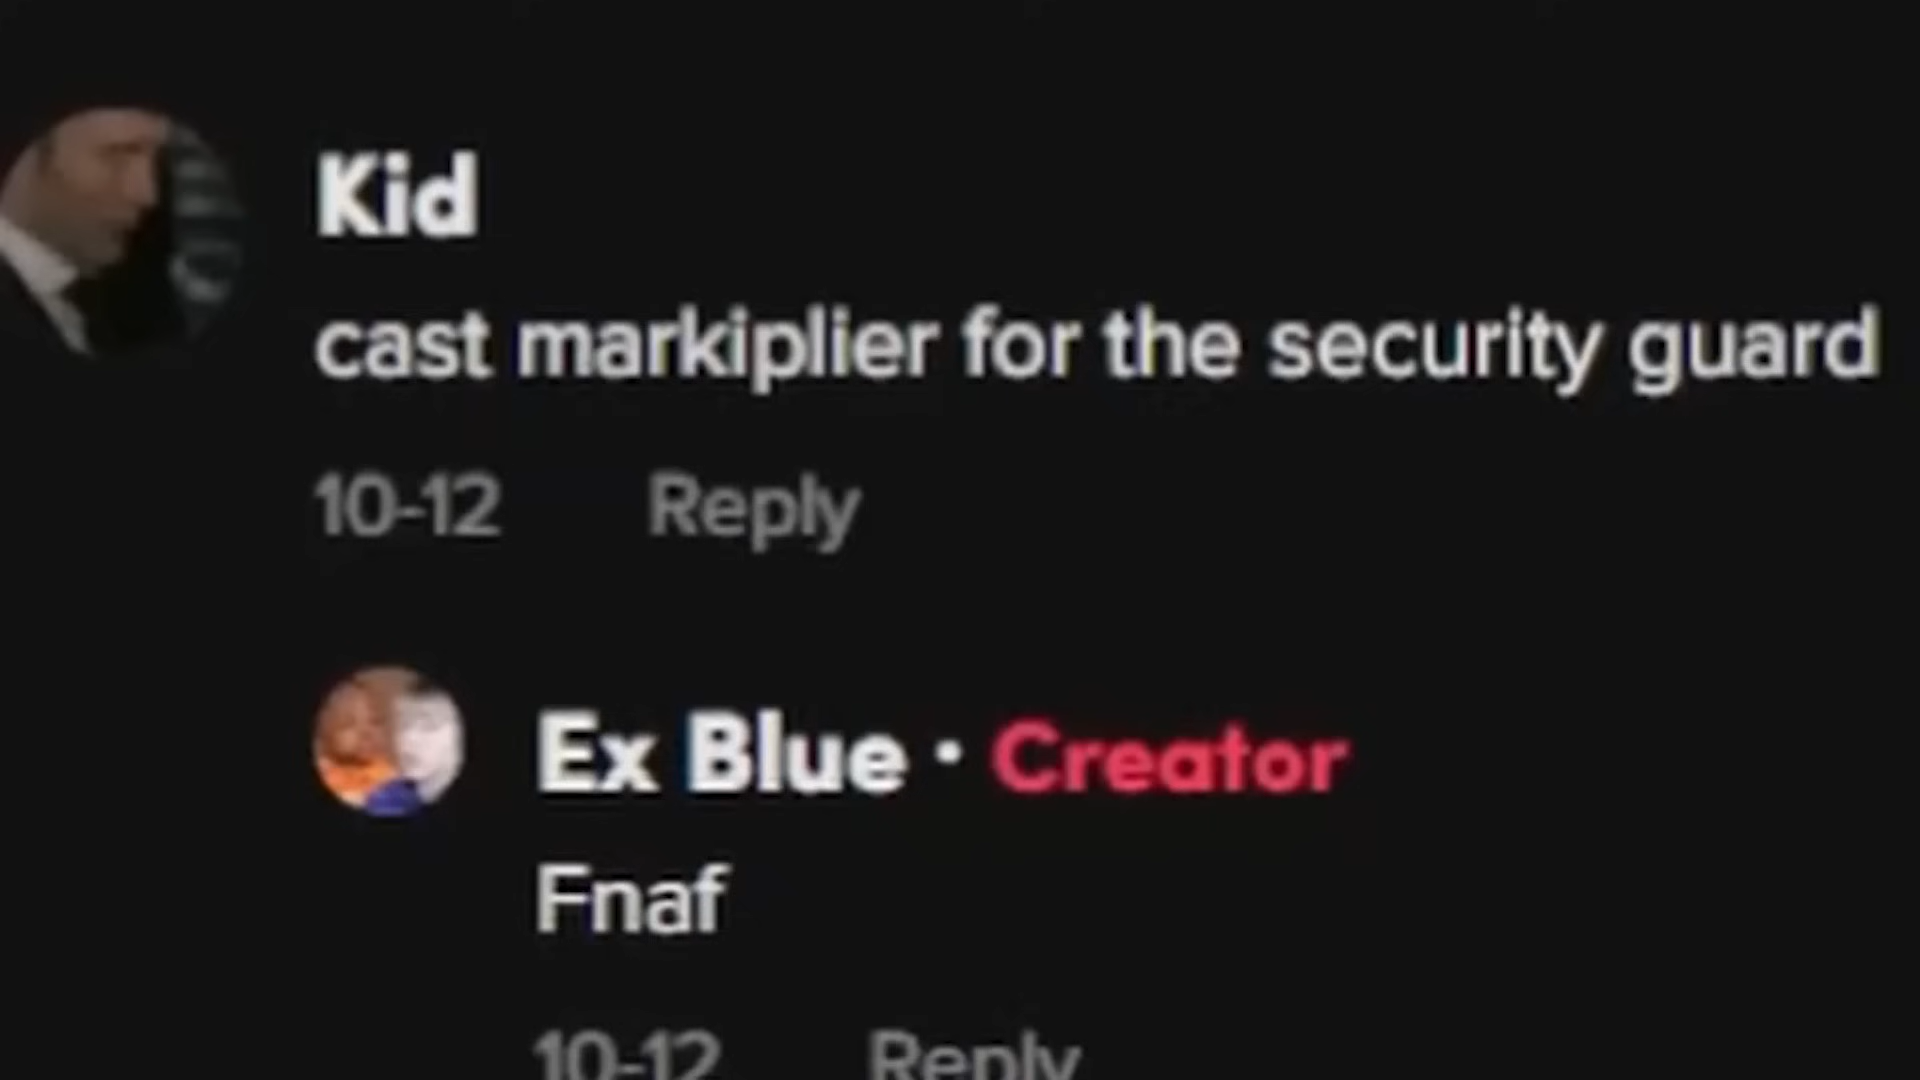 Kid
cast markiplier for the security guard
10-12 Reply
Ex Blue · Creator
Fnaf
10-12 Reply